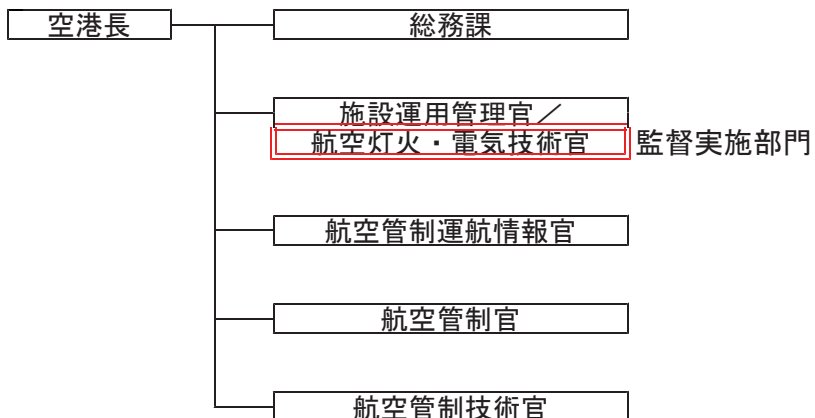 空港長
総務課
施設運用管理官／
航空灯火・電気技術官
監督実施部門
航空管制運航情報官
航空管制官
航空管制技術官